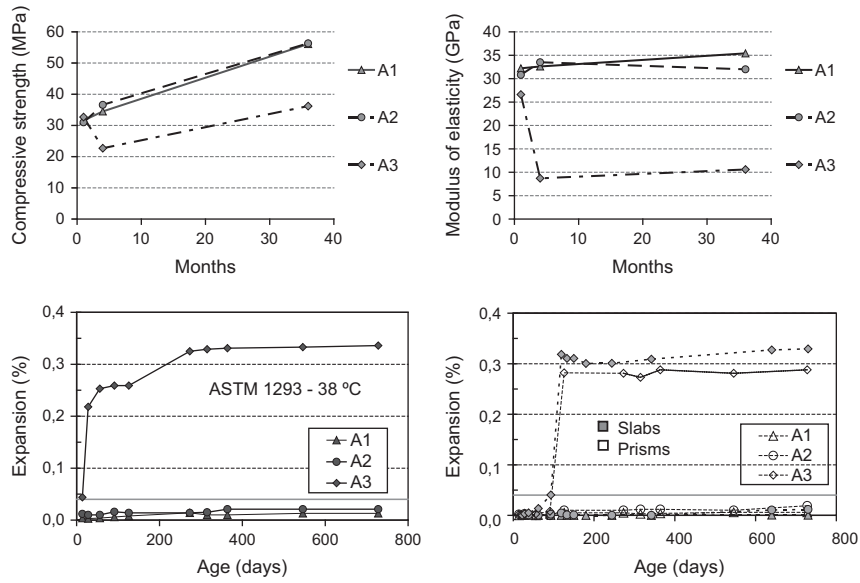 Compressive strength (MPa)
60
50
40
30
20
10
0
0 10 20 30 40
Months
A1
A2
A3
Modulus of elasticity (GPa)
40
35
30
25
20
15
10
5
0
0 10 20 30 40
Months
A1
A2
A3
Expansion (%)
0,4
0,3
0,2
0,1
0,0
0 200 400 600 800
Age (days)
ASTM 1293 - 38 ºC
A1
A2
A3
Expansion (%)
0,4
0,3
0,2
0,1
0,0
0 200 400 600 800
Age (days)
Slabs
Prisms
A1
A2
A3